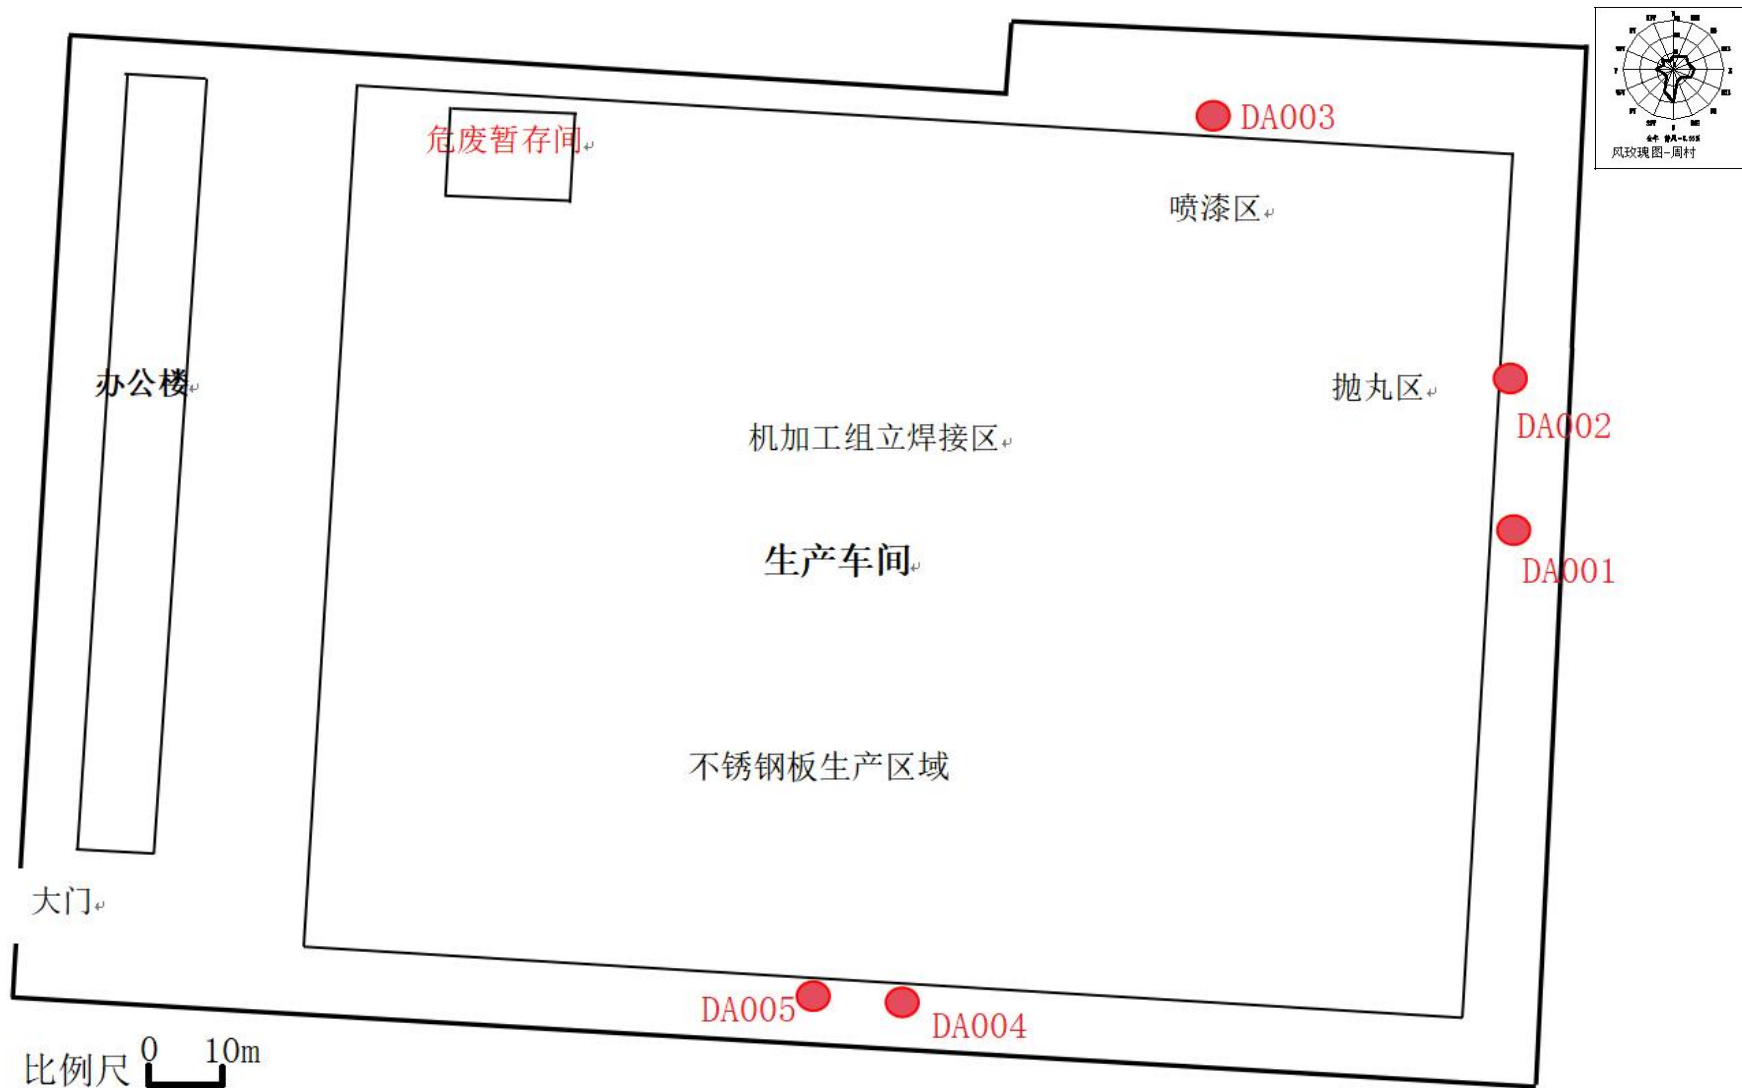 DA003
危废暂存间
喷漆区
风玫瑰图-周村
办公楼
抛丸区
DA002
机加工组立焊接区
DA001
生产车间
不锈钢板生产区域
大门
DA005
DA004
比例尺 0 10m